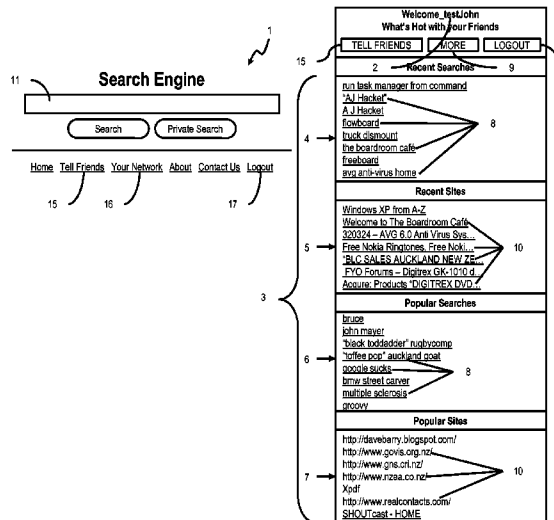 1
11
Search Engine
Search
Private Search
Home Tell Friends Your Network About Contact Us Logout
15 16 17
Welcome_testJohn
What's Hot with your Friends
15
TELL FRIENDS MORE LOGOUT
2 Recent Searches 9
run task manager from command
"AJ Hacket"
A J Hacket
flowboard
8
truck dismount
4
the boardroom café
freeboard
avg anti-virus home
Recent Sites
Windows XP from A-Z
Welcome to The Boardroom Café
320324 – AVG 6.0 Anti Virus Sys...
5
Free Nokia Ringtones, Free Noki...
10
"BLC SALES AUCKLAND NEW ZE...
FYO Forums – Digitrex GK-1010 d...
Acqure: Products "DIGITREX DVD...
3
Popular Searches
bruce
john mayer
"black toddadder" rugbycomp
6
"toffee pop" auckland goat
google sucks
8
bmw street carver
multiple sclerosis
groovy
Popular Sites
http://davebarry.blogspot.com/
http://www.govis.org.nz/
http://www.gns.cri.nz/
7
http://www.nzea.co.nz/
10
Xpdf
http://www.realcontacts.com/
SHOUTcast - HOME